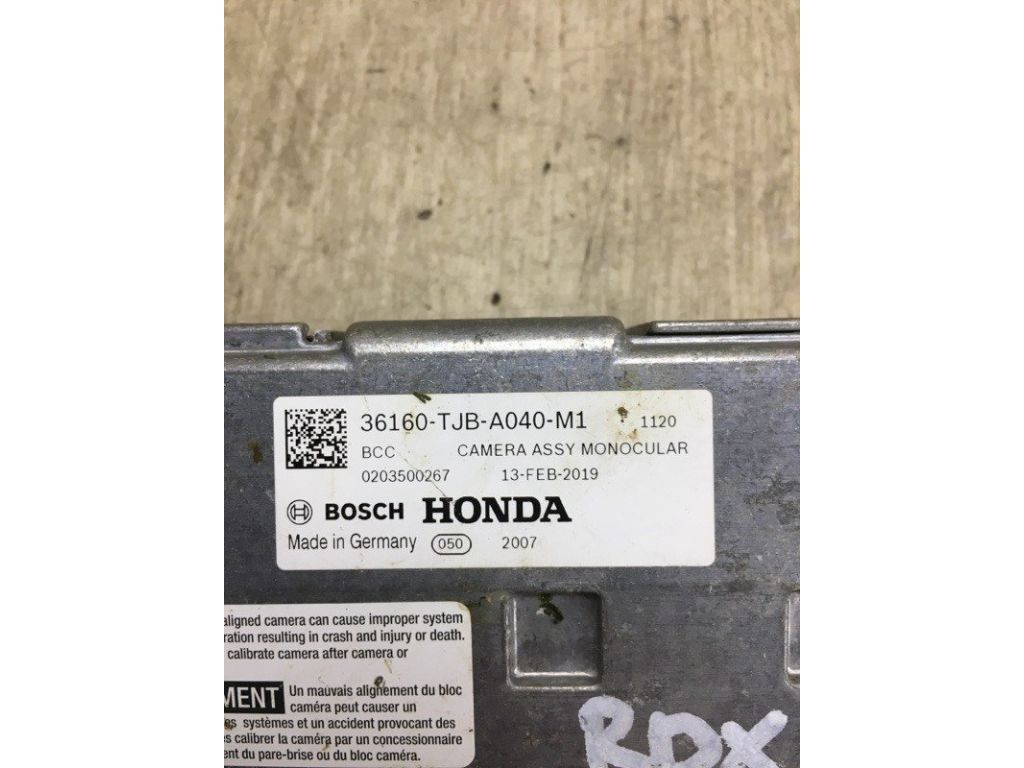 36160-TJB-A040-M1 1120
BCC CAMERA ASSY MONOCULAR
0203500267 13-FEB-2019
BOSCH HONDA
Made in Germany 050 2007
aligned camera can cause improper system
ration resulting in crash and injury or death.
calibrate camera after camera or
MENT Un mauvais alignement du bloc
caméra peut causer un
es systèmes et un accident provocant des
s calibrer la caméra par un concessionnaire
ent du pare-brise ou du bloc caméra.
RDX